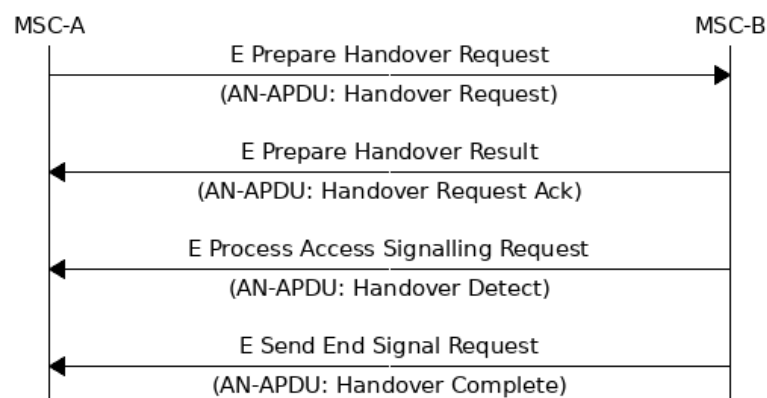 MSC-A MSC-B
E Prepare Handover Request
(AN-APDU: Handover Request)
E Prepare Handover Result
(AN-APDU: Handover Request Ack)
E Process Access Signalling Request
(AN-APDU: Handover Detect)
E Send End Signal Request
(AN-APDU: Handover Complete)